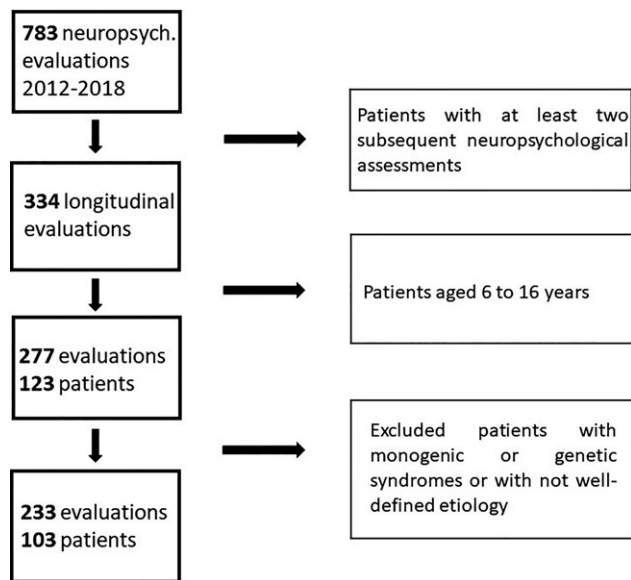 783 neuropsych.
evaluations
2012-2018
Patients with at least two
subsequent neuropsychological
assessments
334 longitudinal
evaluations
Patients aged 6 to 16 years
277 evaluations
123 patients
Excluded patients with
monogenic or genetic
syndromes or with not well-
defined etiology
233 evaluations
103 patients